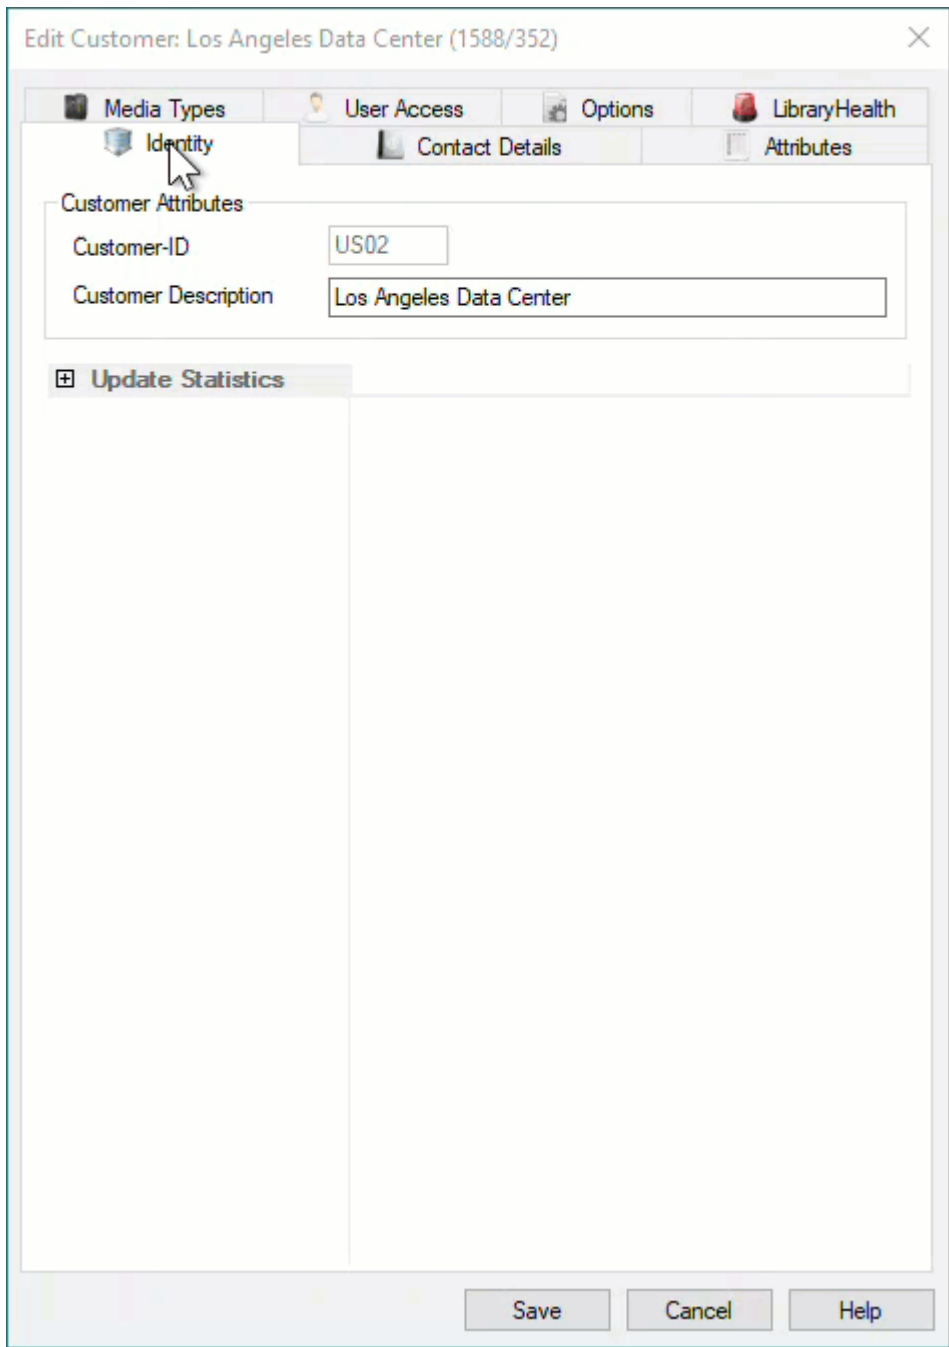 Edit Customer: Los Angeles Data Center (1588/352)
Media Types User Access Options LibraryHealth
Identity Contact Details Attributes
Customer Attributes
Customer-ID US02
Customer Description Los Angeles Data Center
Update Statistics
Save Cancel Help